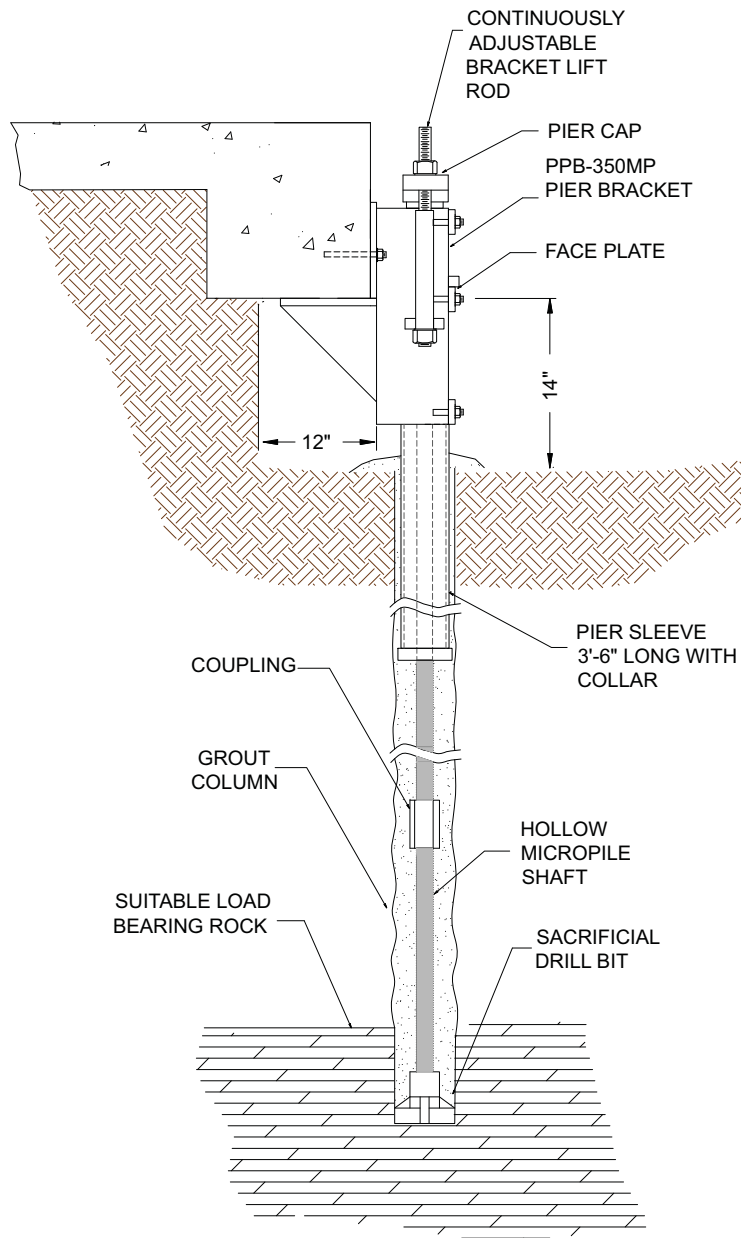 CONTINUOUSLY
ADJUSTABLE
BRACKET LIFT
ROD
PIER CAP
PPB-350MP
PIER BRACKET
FACE PLATE
14"
12"
PIER SLEEVE
3'-6" LONG WITH
COLLAR
COUPLING
GROUT
COLUMN
HOLLOW
MICROPILE
SHAFT
SUITABLE LOAD
BEARING ROCK
SACRIFICIAL
DRILL BIT